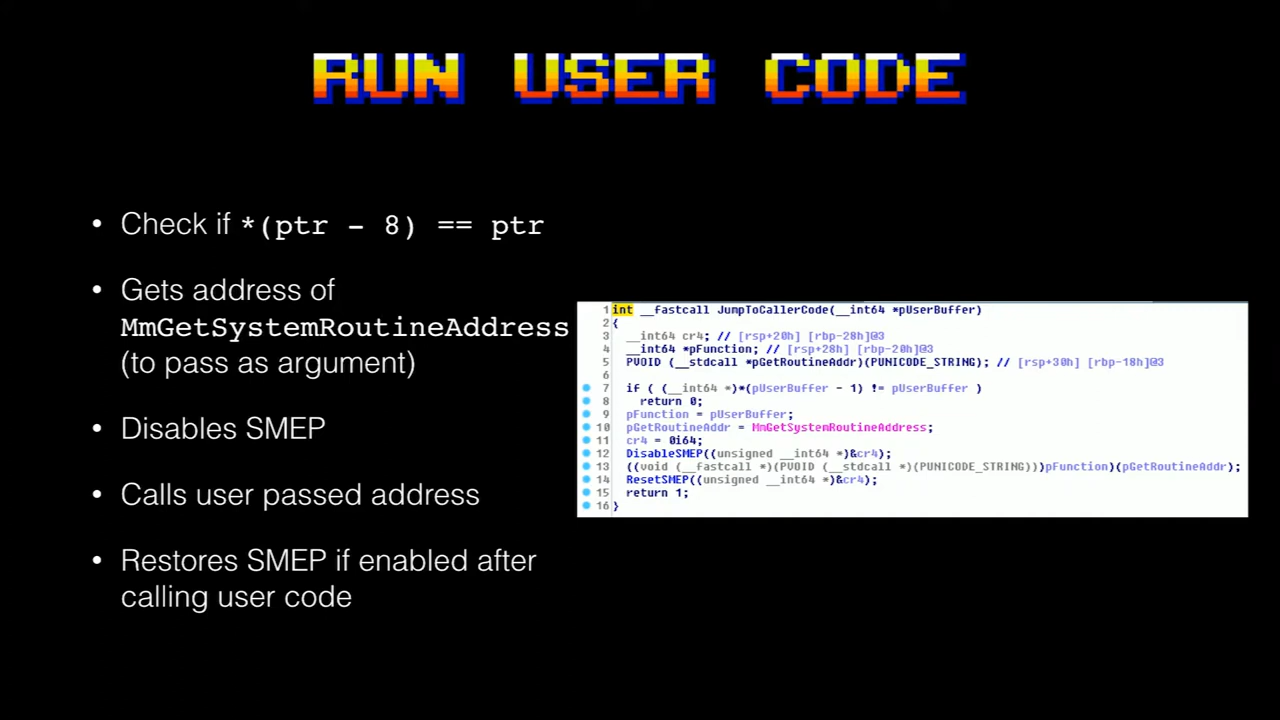 RUN USER CODE
• Check if *(ptr - 8) == ptr
• Gets address of
MmGetSystemRoutineAddress
(to pass as argument)
• Disables SMEP
• Calls user passed address
• Restores SMEP if enabled after
calling user code
1 int __fastcall JumpToCallerCode(__int64 *pUserBuffer)
2 {
3 __int64 cr4; // [rsp+20h] [rbp-28h]@3
4 __int64 *pFunction; // [rsp+28h] [rbp-20h]@3
5 PVOID (__stdcall *pGetRoutineAddr)(PUNICODE_STRING); // [rsp+30h] [rbp-18h]@3
6
7 if ( (__int64 *)*(pUserBuffer - 1) != pUserBuffer )
8 return 0;
9 pFunction = pUserBuffer;
10 pGetRoutineAddr = MmGetSystemRoutineAddress;
11 cr4 = 0i64;
12 DisableSMEP((unsigned __int64 *)&cr4);
13 ((void (__fastcall *)(PVOID (__stdcall *)(PUNICODE_STRING)))pFunction)(pGetRoutineAddr);
14 ResetSMEP((unsigned __int64 *)&cr4);
15 return 1;
16 }